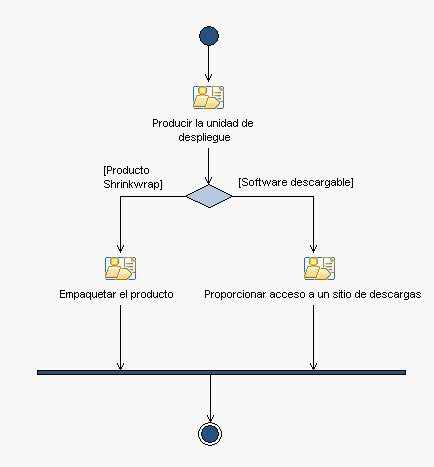 Producir la unidad de
despliegue
[Producto
Shrinkwrap]
[Software descargable]
Empaquetar el producto
Proporcionar acceso a un sitio de descargas